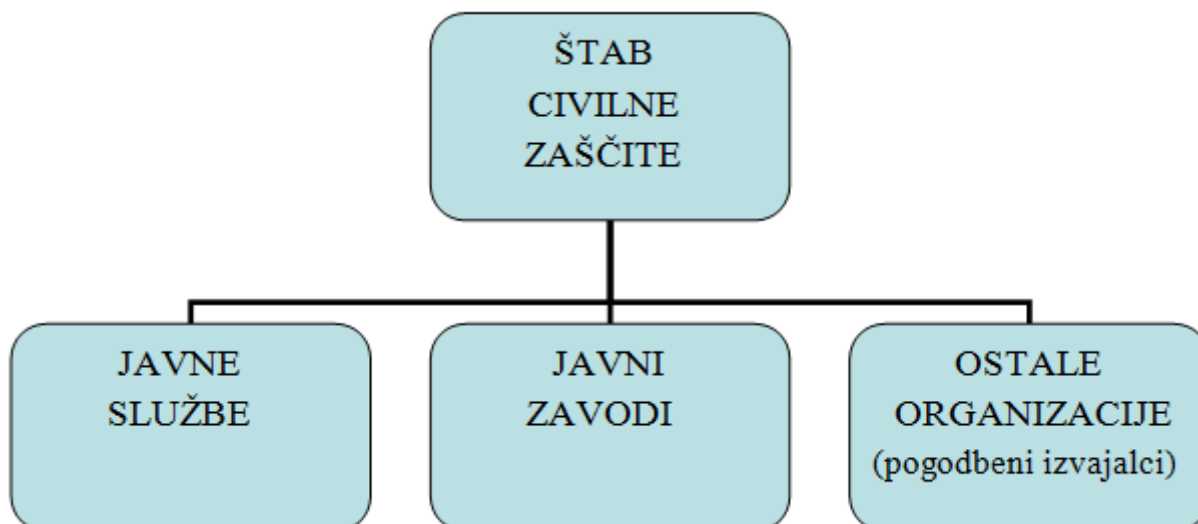 ŠTAB
CIVILNE
ZAŠČITE
JAVNE
SLUŽBE
JAVNI
ZAVODI
OSTALE
ORGANIZACIJE
(pogodbeni izvajalci)